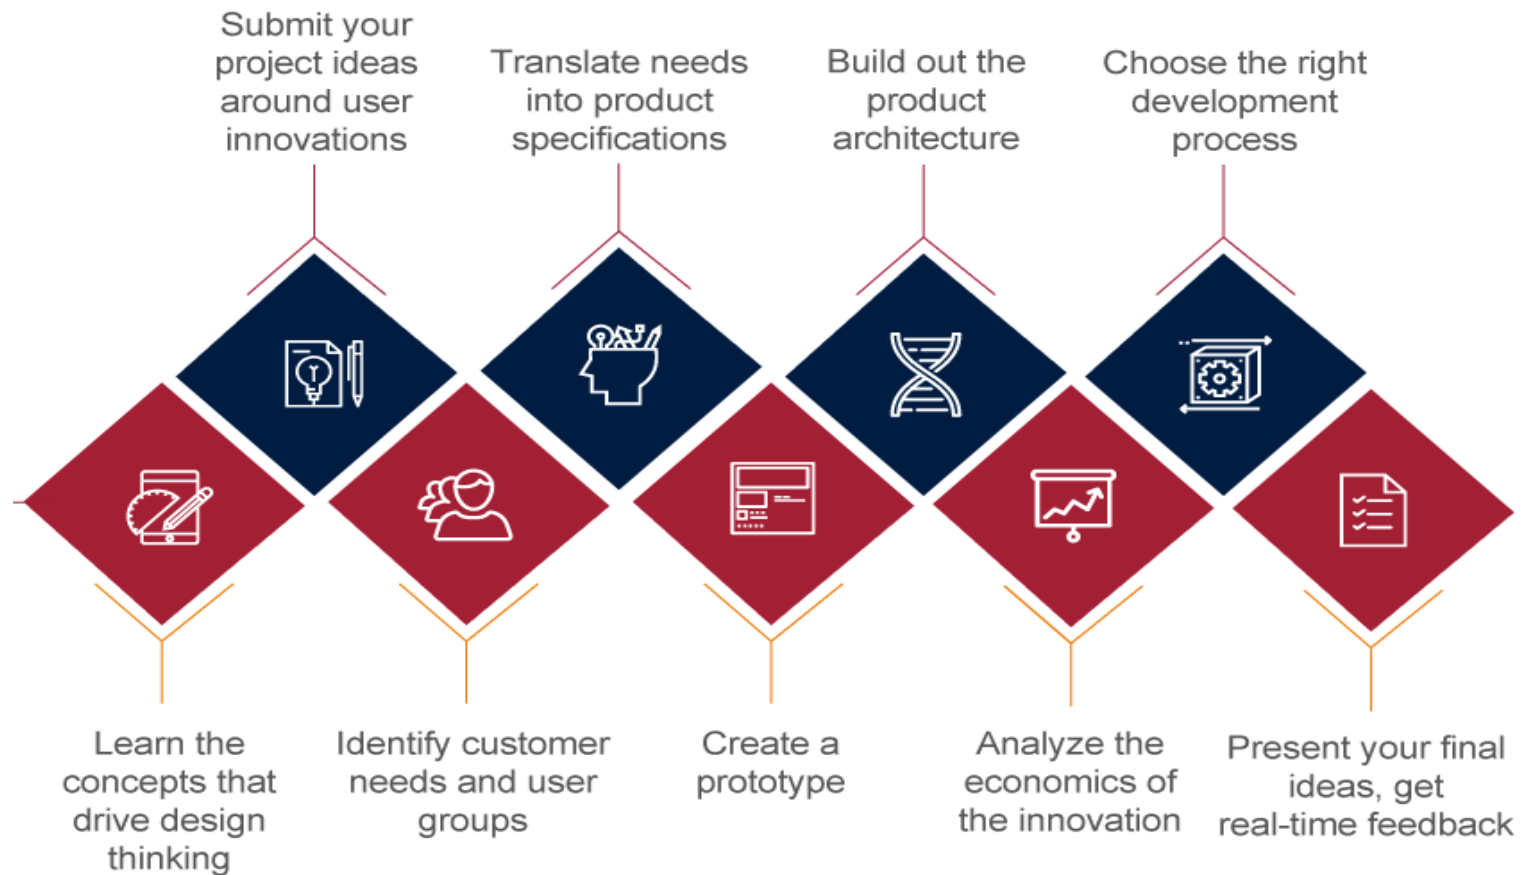 Submit your
project ideas
around user
innovations
Translate needs
into product
specifications
Build out the
product
architecture
Choose the right
development
process
Learn the
concepts that
drive design
thinking
Identify customer
needs and user
groups
Create a
prototype
Analyze the
economics of
the innovation
Present your final
ideas, get
real-time feedback